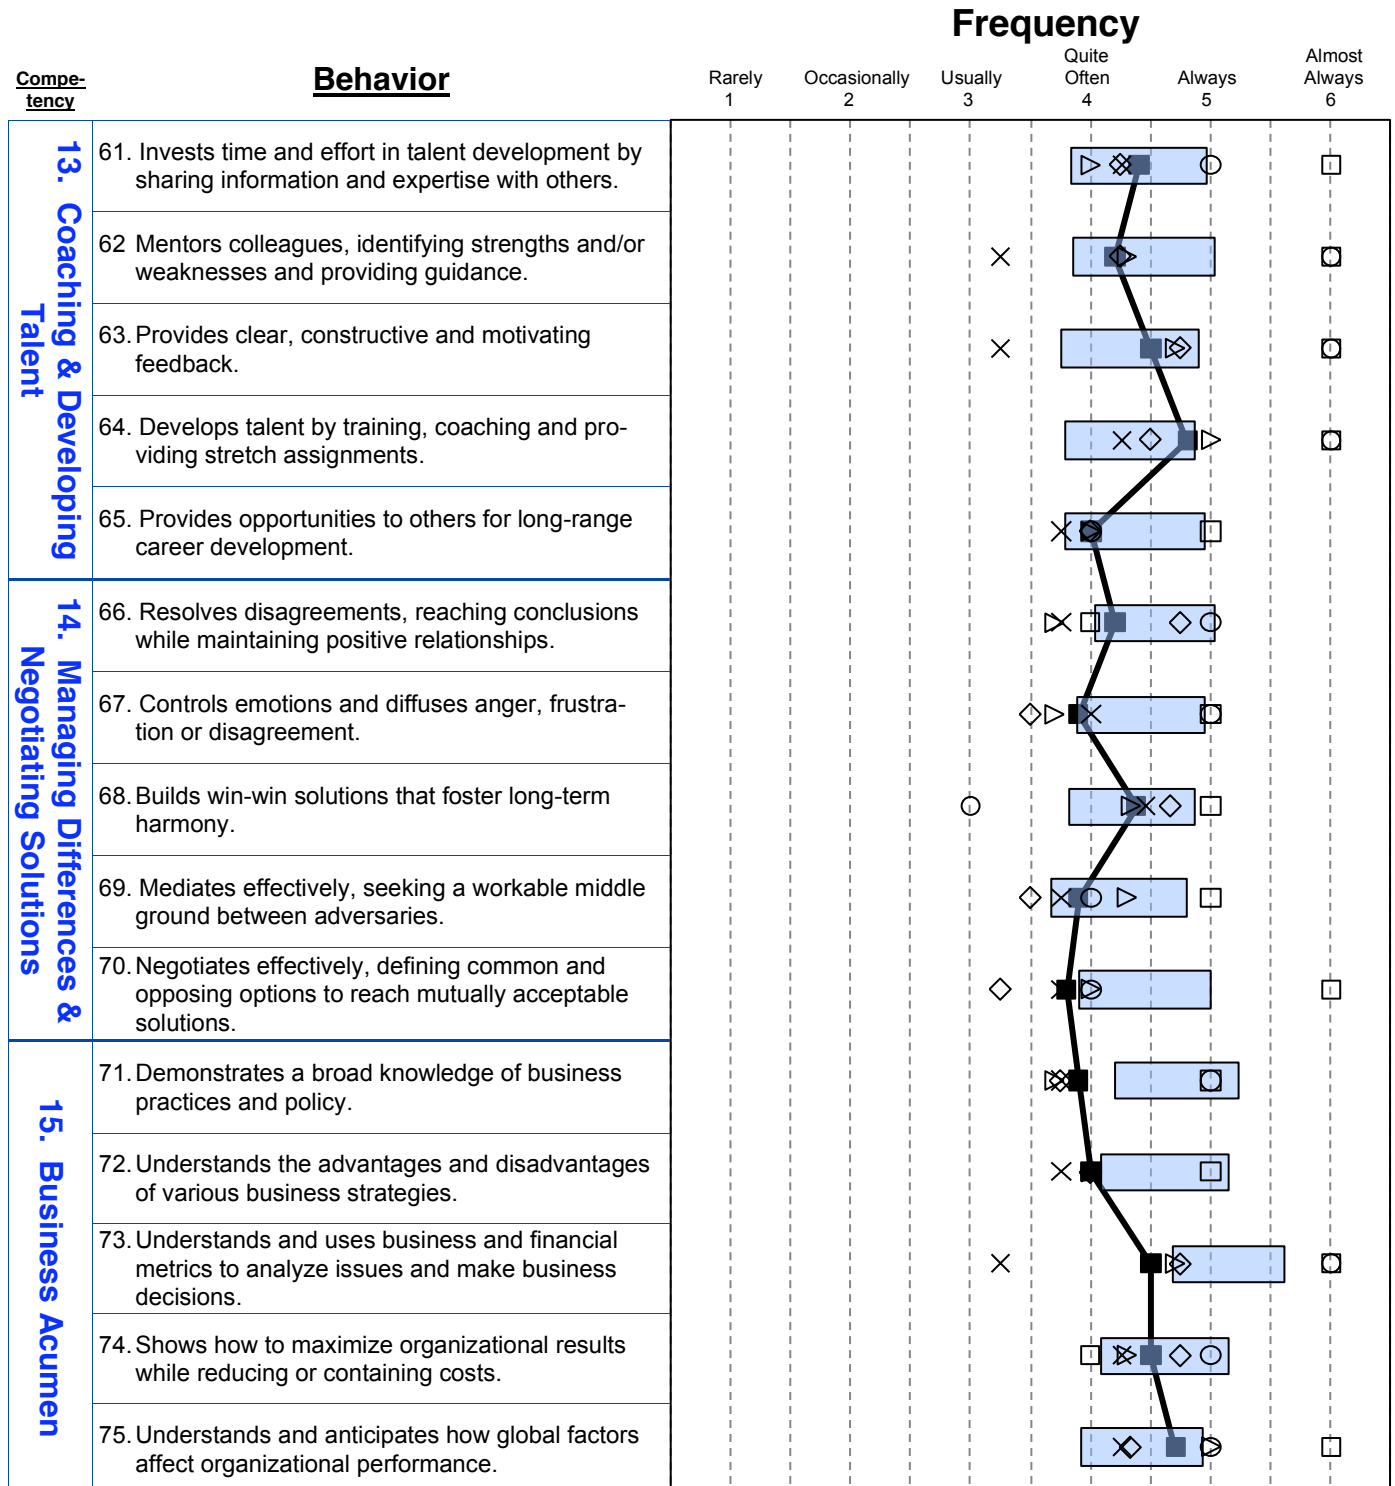 Frequency
Compe-
tency
Behavior
Rarely
1
Occasionally
2
Usually
3
Quite
Often
4
Always
5
Almost
Always
6
13. Coaching & Developing
Talent
61. Invests time and effort in talent development by
sharing information and expertise with others.
62 Mentors colleagues, identifying strengths and/or
weaknesses and providing guidance.
63. Provides clear, constructive and motivating
feedback.
64. Develops talent by training, coaching and pro-
viding stretch assignments.
65. Provides opportunities to others for long-range
career development.
14. Managing Differences &
Negotiating Solutions
66. Resolves disagreements, reaching conclusions
while maintaining positive relationships.
67. Controls emotions and diffuses anger, frustra-
tion or disagreement.
68. Builds win-win solutions that foster long-term
harmony.
69. Mediates effectively, seeking a workable middle
ground between adversaries.
70. Negotiates effectively, defining common and
opposing options to reach mutually acceptable
solutions.
15. Business Acumen
71. Demonstrates a broad knowledge of business
practices and policy.
72. Understands the advantages and disadvantages
of various business strategies.
73. Understands and uses business and financial
metrics to analyze issues and make business
decisions.
74. Shows how to maximize organizational results
while reducing or containing costs.
75. Understands and anticipates how global factors
affect organizational performance.